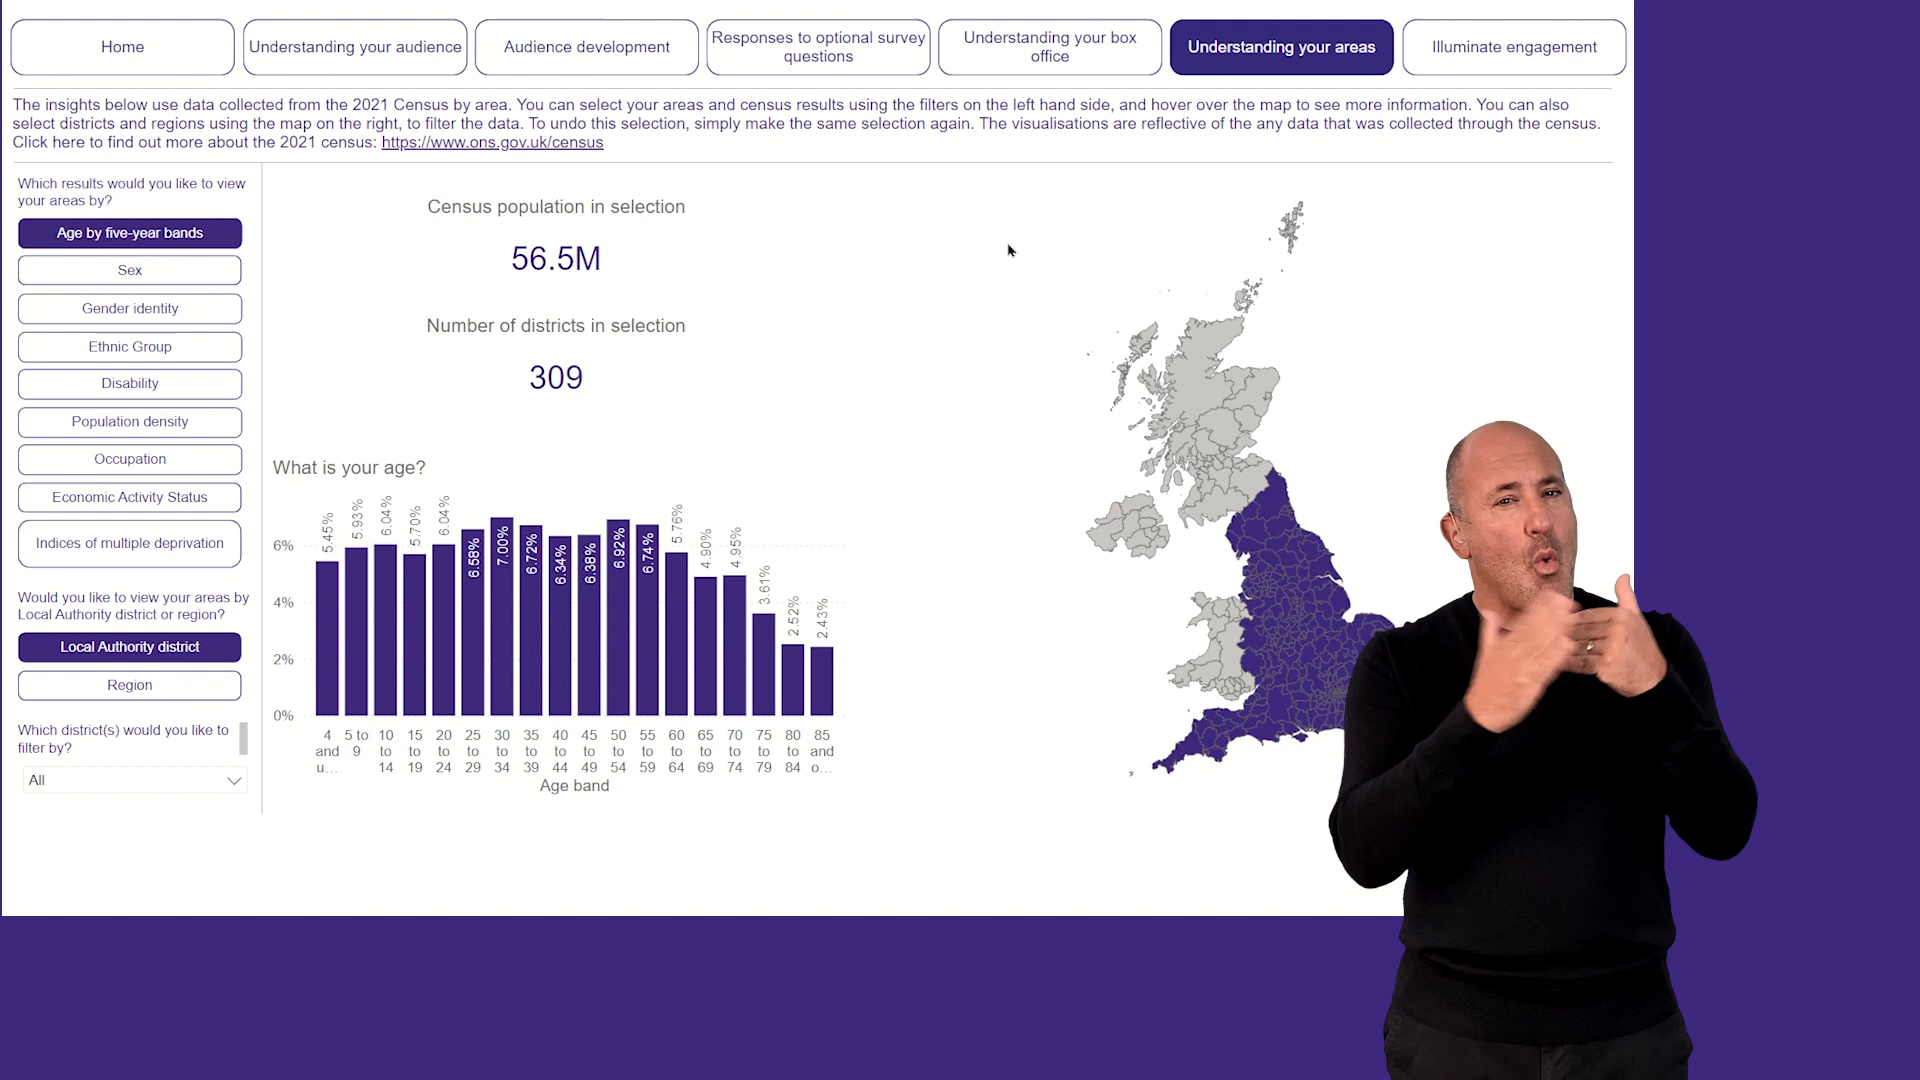 Home
Understanding your audience
Audience development
Responses to optional survey
questions
Understanding your box
office
Understanding your areas
Illuminate engagement
The insights below use data collected from the 2021 Census by area. You can select your areas and census results using the filters on the left hand side, and hover over the map to see more information. You can also
select districts and regions using the map on the right, to filter the data. To undo this selection, simply make the same selection again. The visualisations are reflective of the any data that was collected through the census.
Click here to find out more about the 2021 census: https://www.ons.gov.uk/census
Which results would you like to view
your areas by?
Age by five-year bands
Sex
Gender identity
Ethnic Group
Disability
Population density
Occupation
Economic Activity Status
Indices of multiple deprivation
Would you like to view your areas by
Local Authority district or region?
Local Authority district
Region
Which district(s) would you like to
filter by?
All
Census population in selection
56.5M
Number of districts in selection
309
What is your age?
6%
4%
2%
0%
5.45%
5.93%
6.04%
5.70%
6.04%
6.58%
7.00%
6.72%
6.34%
6.38%
6.92%
6.74%
5.76%
4.90%
4.95%
3.61%
2.52%
2.43%
4 5 to 10 15 20 25 30 35 40 45 50 55 60 65 70 75 80 85
and 9 to to to to to to to to to to to to to to to and
u... 14 19 24 29 34 39 44 49 54 59 64 69 74 79 84 o...
Age band